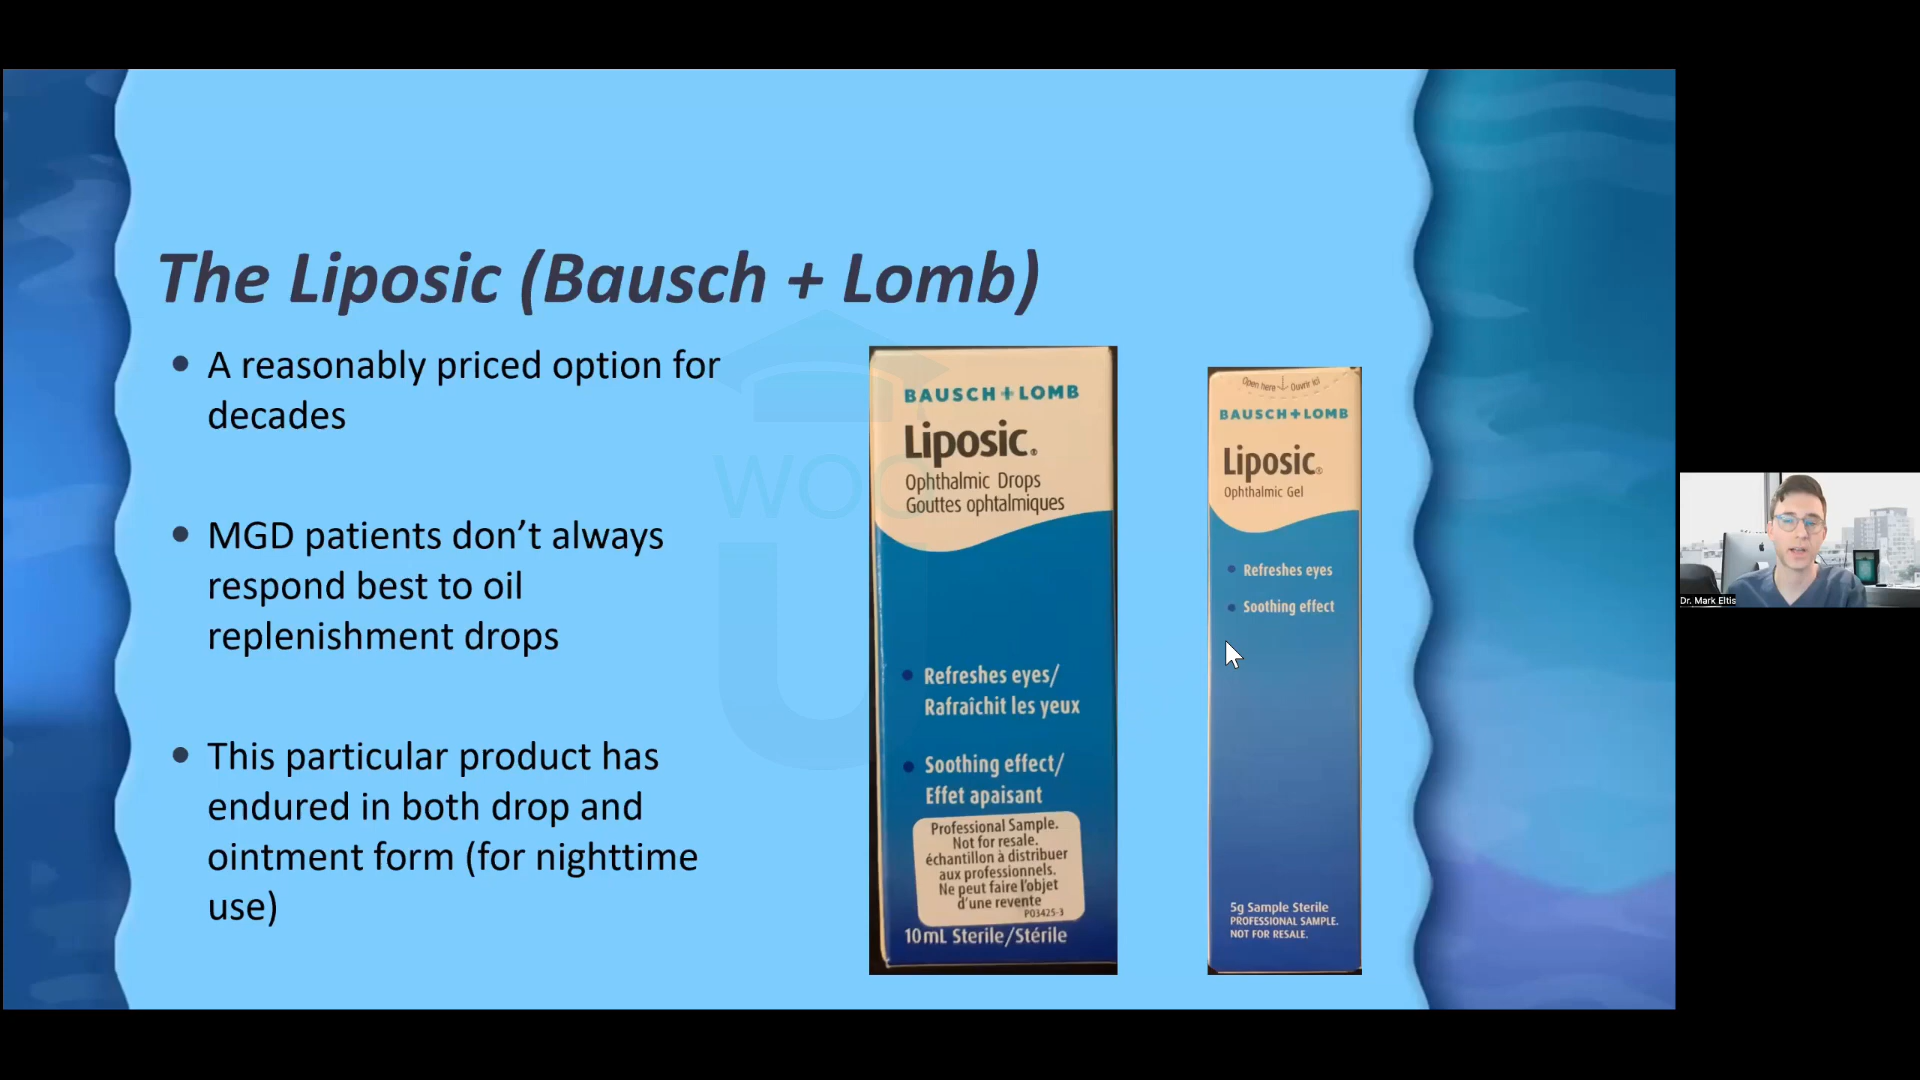 The Liposic (Bausch + Lomb)
A reasonably priced option for
decades
MGD patients don’t always
respond best to oil
replenishment drops
This particular product has
endured in both drop and
ointment form (for nighttime
use)
WOO
U
BAUSCH+LOMB
Liposic®
Ophthalmic Drops
Gouttes ophtalmiques
Refreshes eyes/
Rafraîchit les yeux
Soothing effect/
Effet apaisant
Professional Sample.
Not for resale.
échantillon à distribuer
aux professionnels.
Ne peut faire l'objet
d'une revente
P03425-3
10mL Sterile/Stérile
Open here Ouvrir ici
BAUSCH+LOMB
Liposic®
Ophthalmic Gel
Refreshes eyes
Soothing effect
5g Sample Sterile
PROFESSIONAL SAMPLE.
NOT FOR RESALE.
Dr. Mark Eltis